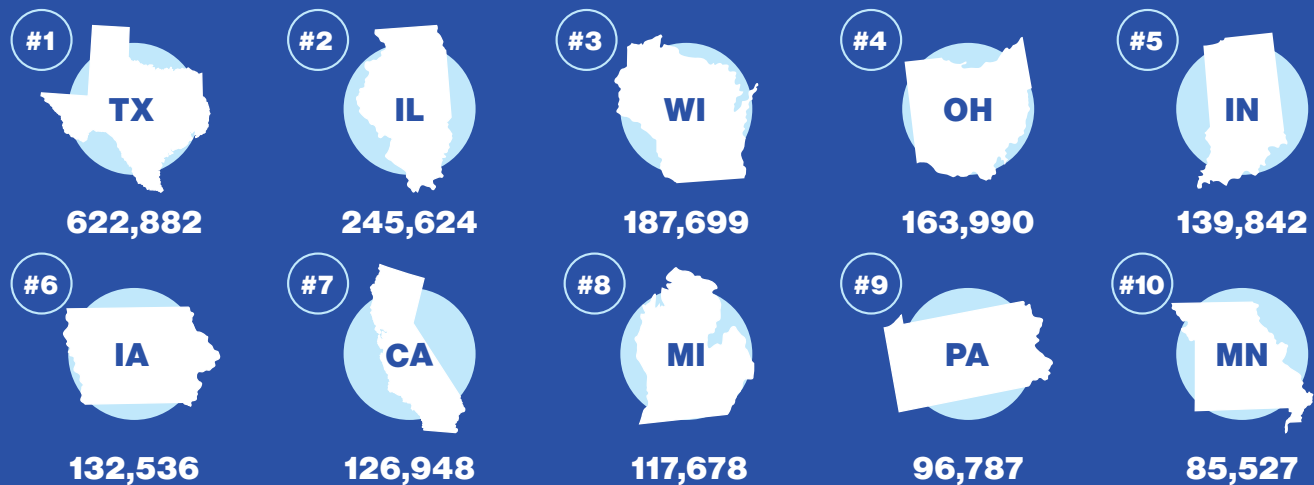 #1 #2 #3 #4 #5
TX IL WI OH IN
622,882 245,624 187,699 163,990 139,842
#6 #7 #8 #9 #10
IA CA MI PA MN
132,536 126,948 117,678 96,787 85,527